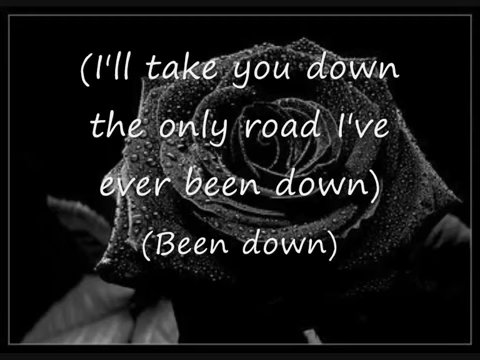 (I'll take you down
the only road I've
ever been down)
(Been down)